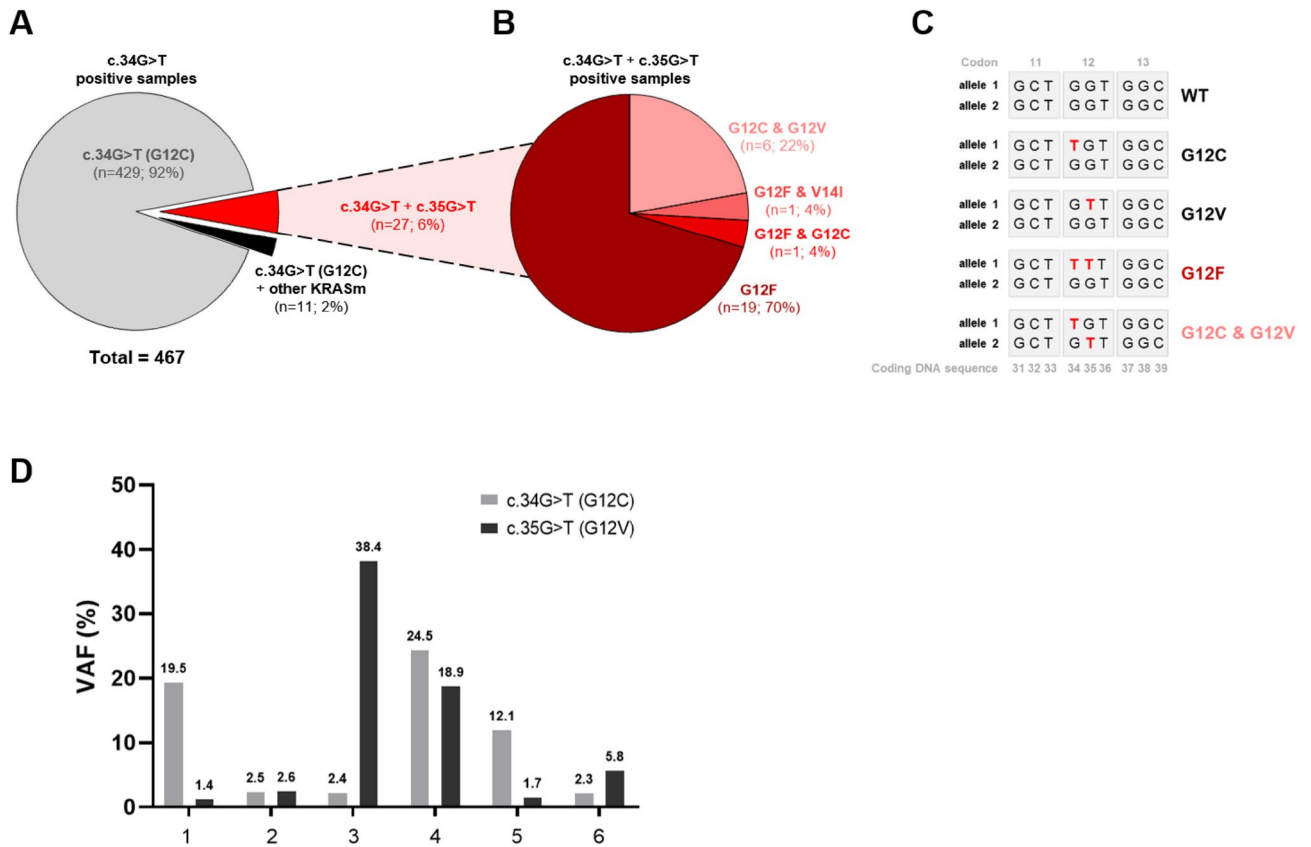 A
c.34G>T
positive samples
c.34G>T (G12C)
(n=429; 92%)
c.34G>T + c.35G>T
(n=27; 6%)
c.34G>T (G12C)
+ other KRASm
(n=11; 2%)
Total = 467
B
c.34G>T + c.35G>T
positive samples
G12C & G12V
(n=6; 22%)
G12F & V14I
(n=1; 4%)
G12F & G12C
(n=1; 4%)
G12F
(n=19; 70%)
C
Codon 11 12 13
allele 1 G C T G G T G G C
allele 2 G C T G G T G G C
WT
allele 1 G C T T G T G G C
allele 2 G C T G G T G G C
G12C
allele 1 G C T G T T G G C
allele 2 G C T G G T G G C
G12V
allele 1 G C T T T T G G C
allele 2 G C T G G T G G C
G12F
allele 1 G C T T G T G G C
allele 2 G C T G T T G G C
G12C & G12V
Coding DNA sequence 31 32 33 34 35 36 37 38 39
D
VAF (%)
50
40
30
20
10
0
c.34G>T (G12C)
c.35G>T (G12V)
19.5
1.4
2.5
2.6
2.4
38.4
24.5
18.9
12.1
1.7
2.3
5.8
1 2 3 4 5 6